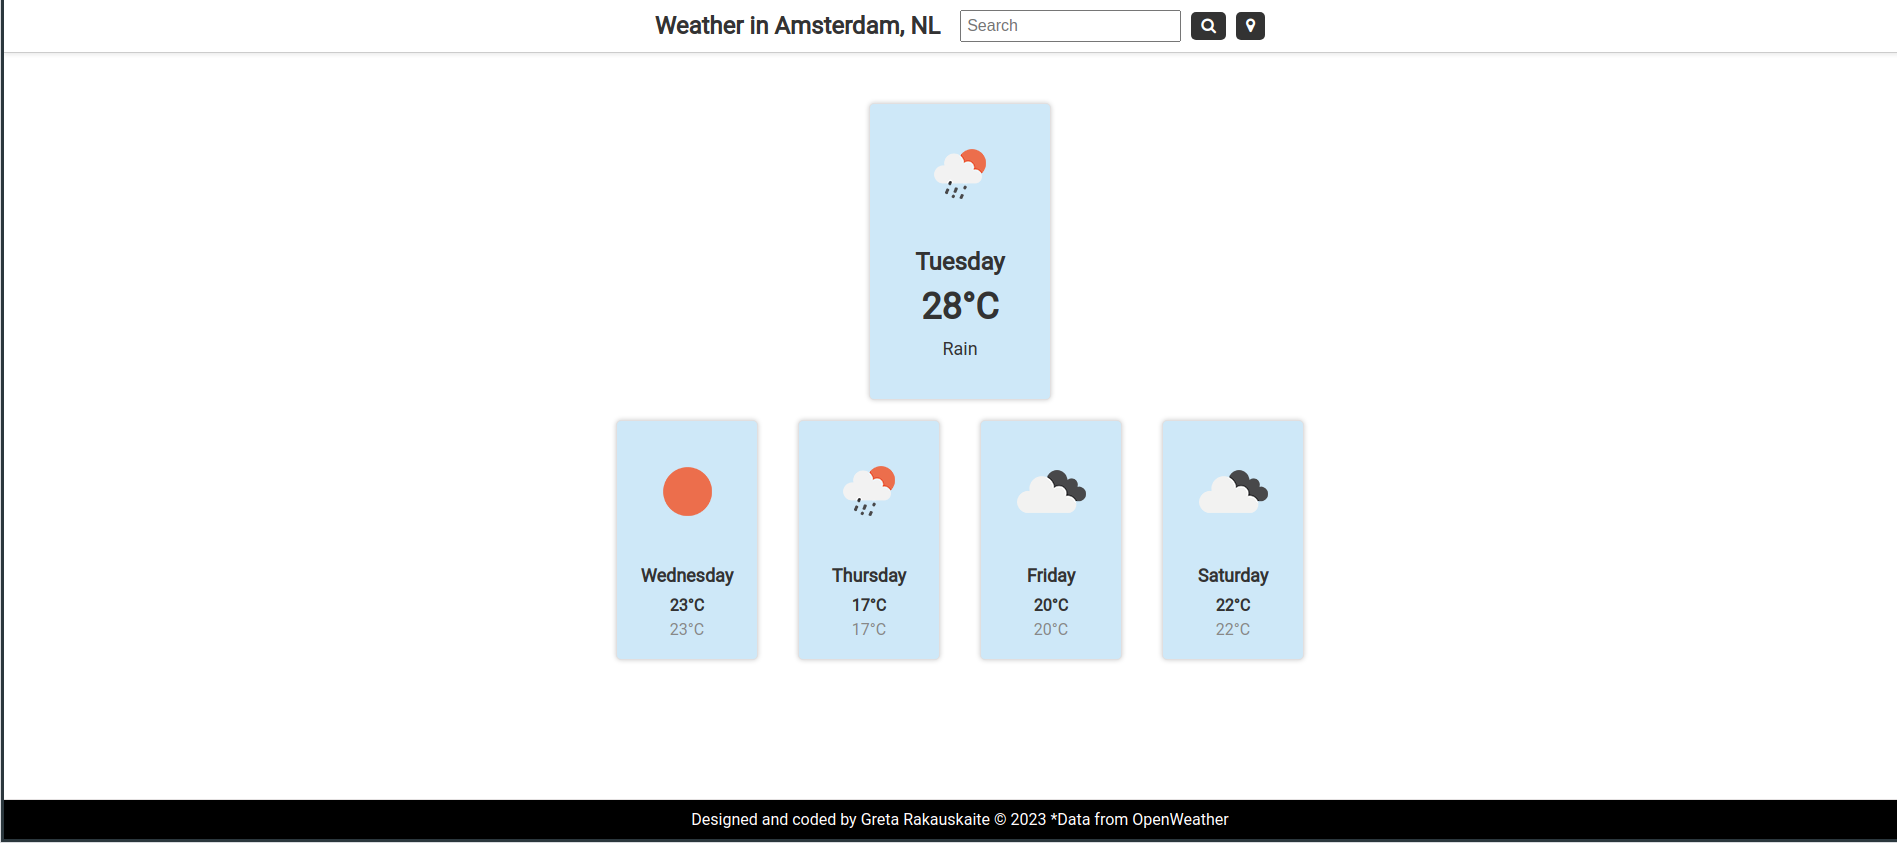 Weather in Amsterdam, NL
Search
Tuesday
28°C
Rain
Wednesday
23°C
23°C
Thursday
17°C
17°C
Friday
20°C
20°C
Saturday
22°C
22°C
Designed and coded by Greta Rakauskaite © 2023 *Data from OpenWeather